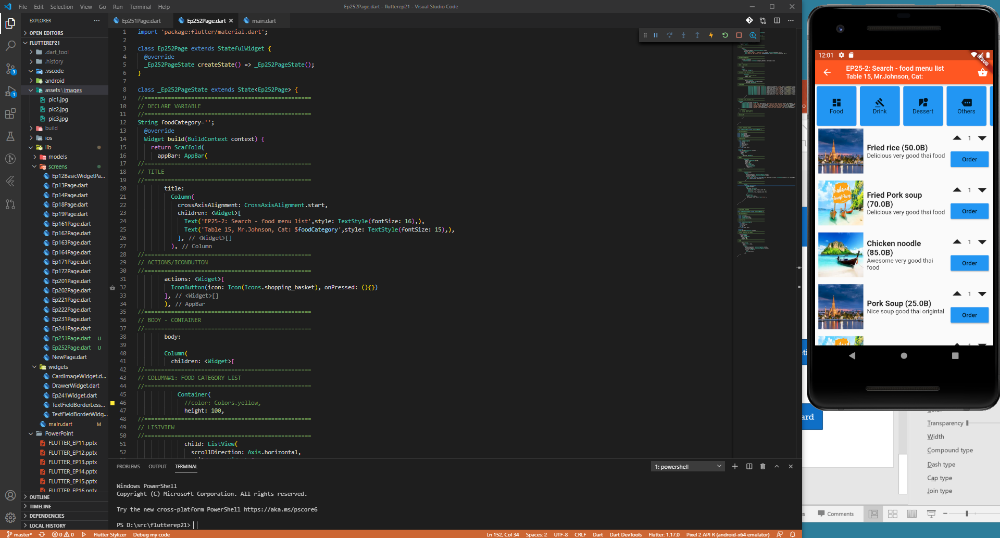 File Edit Selection View Go Run Terminal Help
Ep252Page.dart - flutterep21 - Visual Studio Code
EXPLORER
OPEN EDITORS
FLUTTEREP21
.dart_tool
.history
.vscode
android
assets\images
pic1.jpg
pic2.jpg
pic3.jpg
build
ios
lib
models
screens
Ep12BasicWidgetPa...
Ep13Page.dart
Ep14Page.dart
Ep18Page.dart
Ep19Page.dart
Ep161Page.dart
Ep162Page.dart
Ep163Page.dart
Ep164Page.dart
Ep171Page.dart
Ep172Page.dart
Ep201Page.dart
Ep202Page.dart
Ep221Page.dart
Ep222Page.dart
Ep231Page.dart
Ep241Page.dart
Ep251Page.dart U
Ep252Page.dart U
NewPage.dart
widgets
CardImageWidget.d...
DrawerWidget.dart
Ep241Widget.dart
TextFieldBorderLess...
TextFieldBorderWidg...
main.dart M
PowerPoint
FLUTTER_EP11.pptx
FLUTTER_EP12.pptx
FLUTTER_EP13.pptx
FLUTTER_EP14.pptx
FLUTTER_EP15.pptx
FLUTTER_EP16.pptx
OUTLINE
TIMELINE
DEPENDENCIES
LOCAL HISTORY
3
1
Ep251Page.dart Ep252Page.dart main.dart
1 import 'package:flutter/material.dart';
2
3 class Ep252Page extends StatefulWidget {
4 @override
5 _Ep252PageState createState() => _Ep252PageState();
6 }
7
8 class _Ep252PageState extends State<Ep252Page> {
9 //==================================================
10 // DECLARE VARIABLE
11 //==================================================
12 String foodCategory='';
13 @override
14 Widget build(BuildContext context) {
15 return Scaffold(
16 appBar: AppBar(
17 //==================================================
18 // TITLE
19 //==================================================
20 title:
21 Column(
22 crossAxisAlignment: CrossAxisAlignment.start,
23 children: <Widget>[
24 Text('EP25-2: Search - food menu list',style: TextStyle(fontSize: 16),),
25 Text('Table 15, Mr.Johnson, Cat: $foodCategory',style: TextStyle(fontSize: 15),),
26 ], // <Widget>[]
27 ), // Column
28 //==================================================
29 // ACTIONS/ICONBUTTON
30 //==================================================
31 actions: <Widget>[
32 IconButton(icon: Icon(Icons.shopping_basket), onPressed: (){})
33 ], // <Widget>[]
34 ), // AppBar
35 //==================================================
36 // BODY - CONTAINER
37 //==================================================
38 body:
39
40 Column(
41 children: <Widget>[
42 //==================================================
43 // COLUMN#1: FOOD CATEGORY LIST
44 //==================================================
45 Container(
46 //color: Colors.yellow,
47 height: 100,
48 //==================================================
49 // LISTVIEW
50 //==================================================
51 child: ListView(
52 scrollDirection: Axis.horizontal,
PROBLEMS OUTPUT TERMINAL
1: powershell
Windows PowerShell
Copyright (C) Microsoft Corporation. All rights reserved.
Try the new cross-platform PowerShell https://aka.ms/pscore6
PS D:\src\flutterep21>
master* 0 0 Flutter Stylizer Debug my code
Ln 152, Col 34 Spaces: 2 UTF-8 CRLF Dart Dart DevTools Flutter: 1.17.0 Pixel 2 API R (android-x64 emulator)
12:01
DEBUG
EP25-2: Search - food menu list
Table 15, Mr.Johnson, Cat:
Food Drink Dessert Others
1
Fried rice (50.0B)
Delicious very good thai food
Order
1
Fried Pork soup
(70.0B)
Delicious very good thai food
Order
1
Chicken noodle
(85.0B)
Awesome very good thai
food
Order
1
Pork Soup (25.0B)
Nice soup good thai origintal
Order
1
ard
Transparency
Width
Compound type
Dash type
Cap type
Join type
Comments